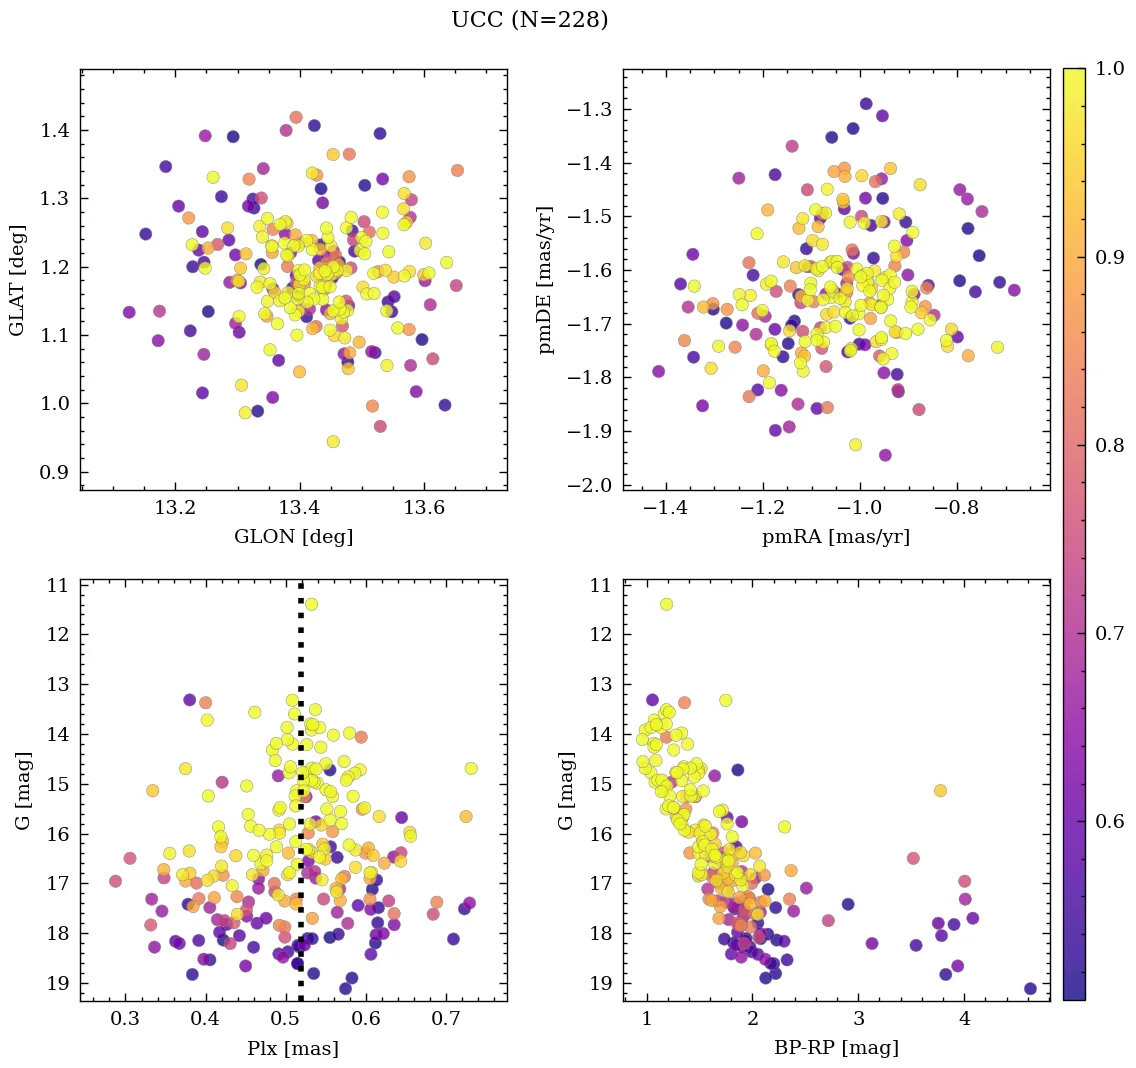 UCC (N=228)
1.4
1.3
1.2
1.1
1.0
0.9
GLAT [deg]
13.2 13.4 13.6
GLON [deg]
−1.3
−1.4
−1.5
−1.6
−1.7
−1.8
−1.9
−2.0
pmDE [mas/yr]
−1.4 −1.2 −1.0 −0.8
pmRA [mas/yr]
1.0
0.9
0.8
0.7
0.6
11
12
13
14
15
16
17
18
19
G [mag]
0.3 0.4 0.5 0.6 0.7
Plx [mas]
11
12
13
14
15
16
17
18
19
G [mag]
1 2 3 4
BP-RP [mag]